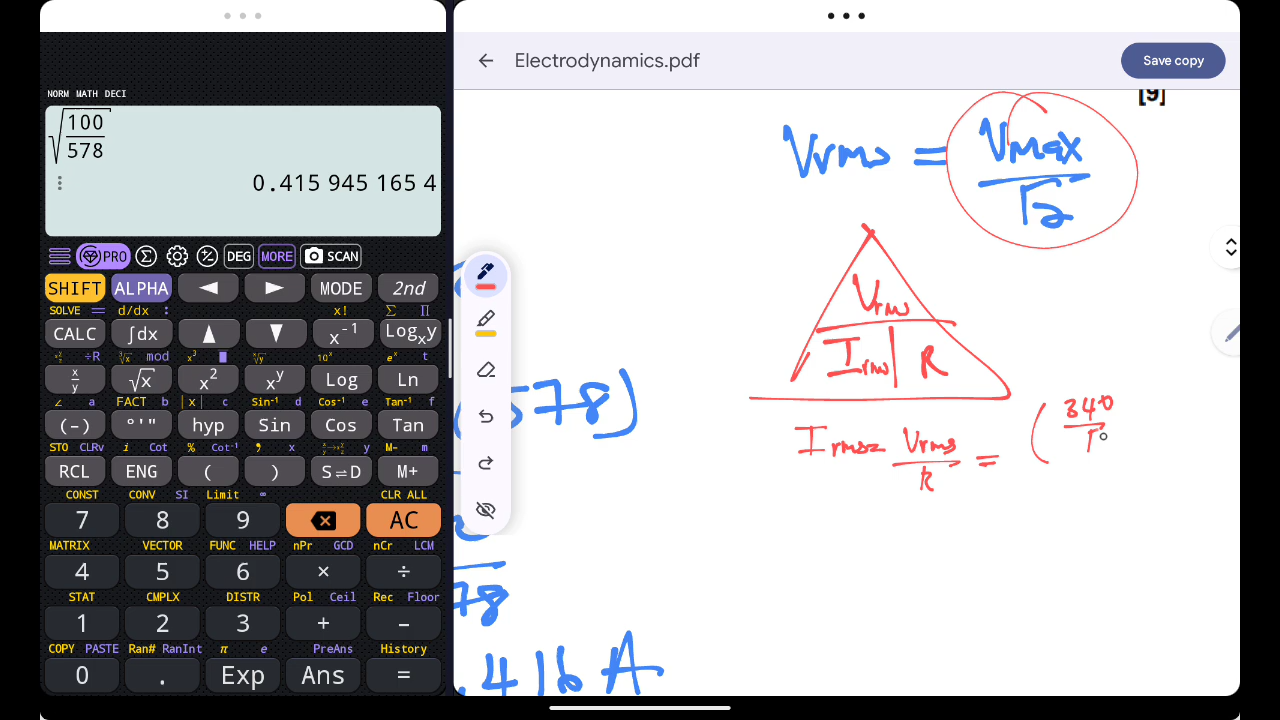 Electrodynamics.pdf
Save copy
NORM MATH DECI
√100/578
0.415 945 165 4
PRO Σ DEG MORE SCAN
SHIFT ALPHA ◄ ► MODE 2nd
SOLVE = d/dx : x! Σ Π
CALC ∫dx ▲ ▼ x⁻¹ Logₓy
÷R mod x³ 10ˣ eˣ t
x/y √x x² xʸ Log Ln
∠ a FACT b |x| c Sin⁻¹ d Cos⁻¹ e Tan⁻¹ f
(−) °'" hyp Sin Cos Tan
STO CLRv i Cot % Cot⁻¹ , x y M- m
RCL ENG ( ) S⇌D M+
CONST CONV SI Limit ∞ CLR ALL
7 8 9 AC
MATRIX VECTOR FUNC HELP nPr GCD nCr LCM
4 5 6 × ÷
STAT CMPLX DISTR Pol Ceil Rec Floor
1 2 3 + −
COPY PASTE Ran# RanInt π e PreAns History
0 . Exp Ans =
[9]
Vrms = Vmax/√2
Vrms
Irms R
Irms = Vrms/R = (340/√
578)
78
.416 A